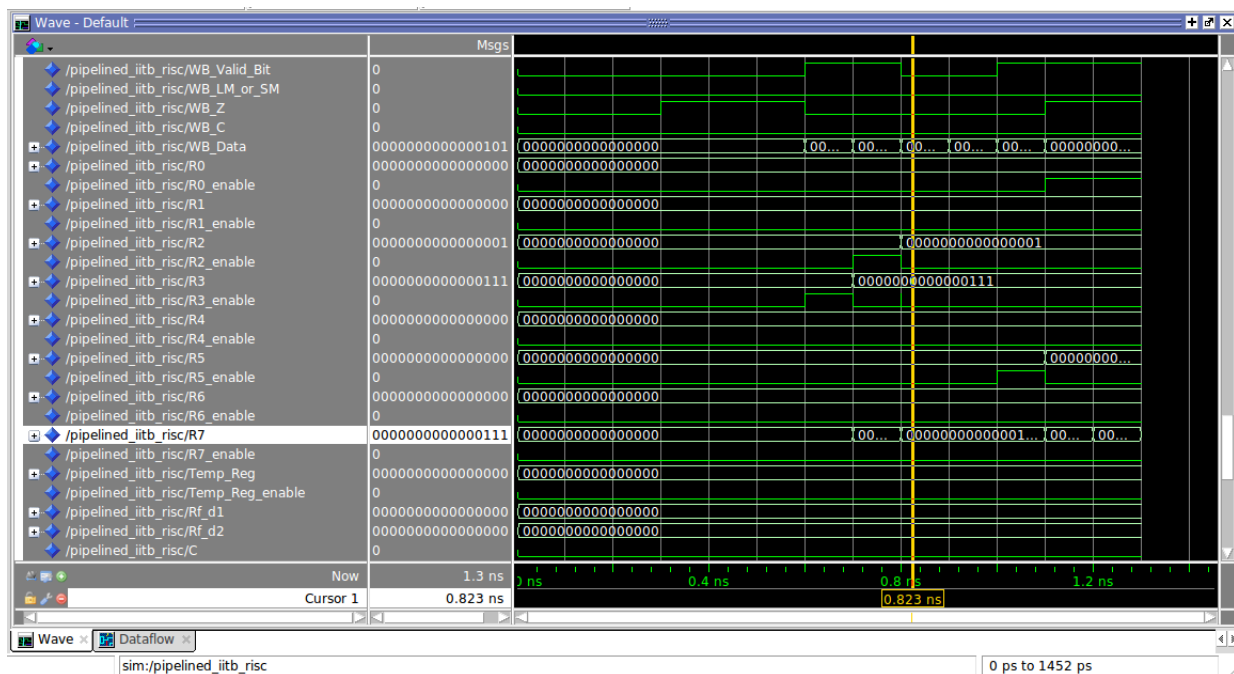 Wave - Default
Msgs
/pipelined_iitb_risc/WB_Valid_Bit 0
/pipelined_iitb_risc/WB_LM_or_SM 0
/pipelined_iitb_risc/WB_Z 0
/pipelined_iitb_risc/WB_C 0
/pipelined_iitb_risc/WB_Data 0000000000000101 0000000000000000 00... 00... 00... 00... 00... 00000000...
/pipelined_iitb_risc/R0 0000000000000000 0000000000000000
/pipelined_iitb_risc/R0_enable 0
/pipelined_iitb_risc/R1 0000000000000000 0000000000000000
/pipelined_iitb_risc/R1_enable 0
/pipelined_iitb_risc/R2 0000000000000001 0000000000000000 0000000000000001
/pipelined_iitb_risc/R2_enable 0
/pipelined_iitb_risc/R3 0000000000000111 0000000000000000 0000000000000111
/pipelined_iitb_risc/R3_enable 0
/pipelined_iitb_risc/R4 0000000000000000 0000000000000000
/pipelined_iitb_risc/R4_enable 0
/pipelined_iitb_risc/R5 0000000000000000 0000000000000000 00000000...
/pipelined_iitb_risc/R5_enable 0
/pipelined_iitb_risc/R6 0000000000000000 0000000000000000
/pipelined_iitb_risc/R6_enable 0
/pipelined_iitb_risc/R7 0000000000000111 0000000000000000 00... 00000000000001... 00... 00...
/pipelined_iitb_risc/R7_enable 0
/pipelined_iitb_risc/Temp_Reg 0000000000000000 0000000000000000
/pipelined_iitb_risc/Temp_Reg_enable 0
/pipelined_iitb_risc/Rf_d1 0000000000000000 0000000000000000
/pipelined_iitb_risc/Rf_d2 0000000000000000 0000000000000000
/pipelined_iitb_risc/C 0
Now 1.3 ns 0.4 ns 0.8 ns 1.2 ns
Cursor 1 0.823 ns 0.823 ns
Wave Dataflow
sim:/pipelined_iitb_risc 0 ps to 1452 ps